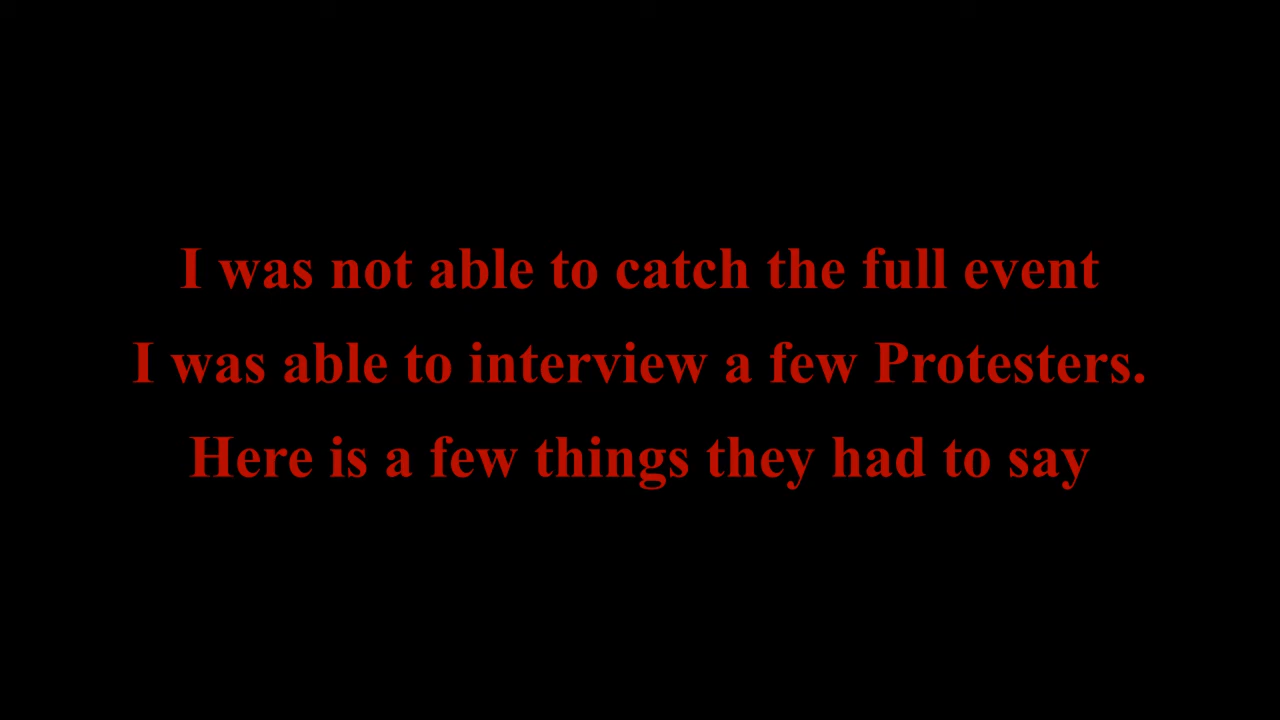 I was not able to catch the full event
I was able to interview a few Protesters.
Here is a few things they had to say